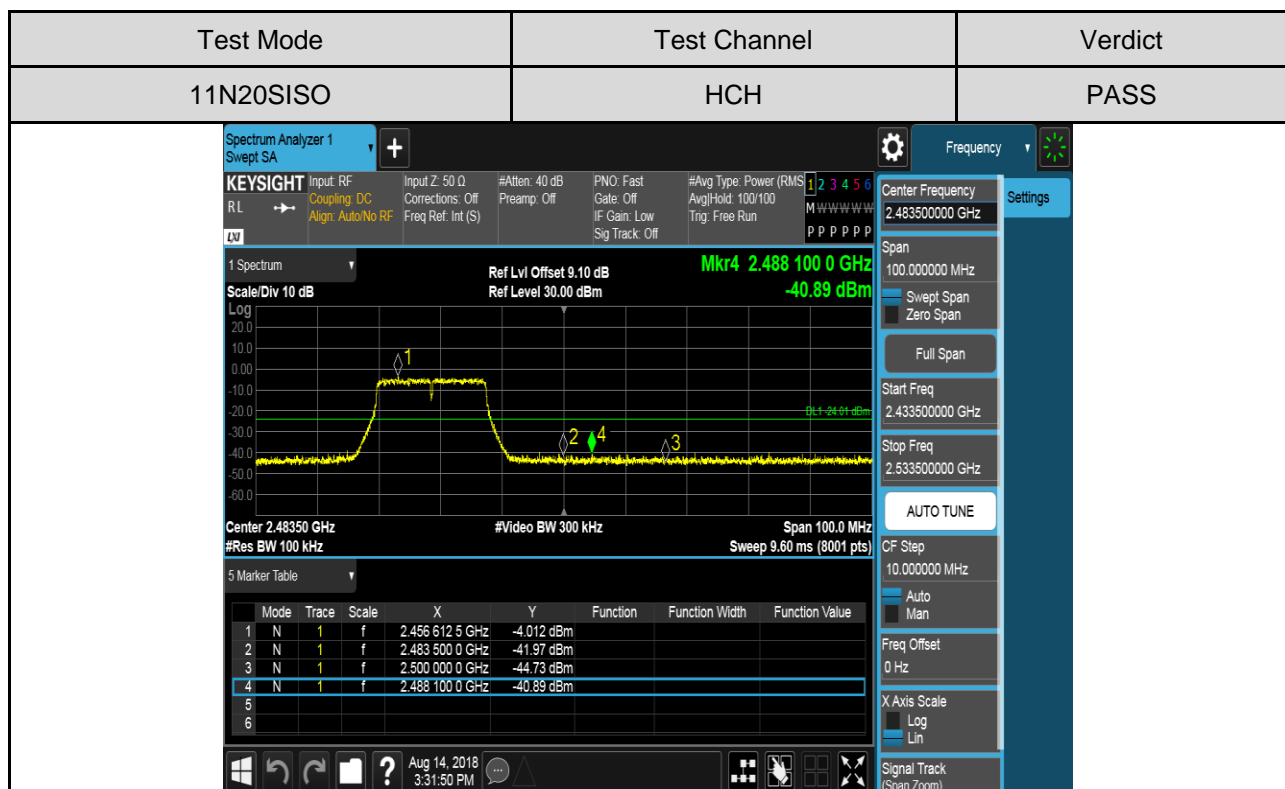 Test Mode Test Channel Verdict
11N20SISO HCH PASS
Spectrum Analyzer 1
Swept SA
+
Frequency
KEYSIGHT Input: RF Input Z: 50 Ω #Atten: 40 dB PNO: Fast #Avg Type: Power (RMS 1 2 3 4 5 6
RL Coupling: DC Corrections: Off Preamp: Off Gate: Off Avg|Hold: 100/100 M W W W W W
Align: Auto/No RF Freq Ref: Int (S) IF Gain: Low Trig: Free Run
LXI Sig Track: Off P P P P P P
1 Spectrum Ref Lvl Offset 9.10 dB Mkr4 2.488 100 0 GHz
Scale/Div 10 dB Ref Level 30.00 dBm -40.89 dBm
Log
20.0
10.0
0.00
-10.0
-20.0
-30.0
-40.0
-50.0
-60.0
1
DL1 -24.01 dBm
2 4 3
Center 2.48350 GHz #Video BW 300 kHz Span 100.0 MHz
#Res BW 100 kHz Sweep 9.60 ms (8001 pts)
5 Marker Table
Mode Trace Scale X Y Function Function Width Function Value
1 N 1 f 2.456 612 5 GHz -4.012 dBm
2 N 1 f 2.483 500 0 GHz -41.97 dBm
3 N 1 f 2.500 000 0 GHz -44.73 dBm
4 N 1 f 2.488 100 0 GHz -40.89 dBm
5
6
? Aug 14, 2018
3:31:50 PM
Center Frequency
2.483500000 GHz
Settings
Span
100.000000 MHz
Swept Span
Zero Span
Full Span
Start Freq
2.433500000 GHz
Stop Freq
2.533500000 GHz
AUTO TUNE
CF Step
10.000000 MHz
Auto
Man
Freq Offset
0 Hz
X Axis Scale
Log
Lin
Signal Track
(Span Zoom)